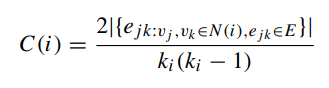 C(i) = 2|{e_{jk}:v_j,v_k∈N(i),e_{jk}∈E}| / k_i(k_i − 1)